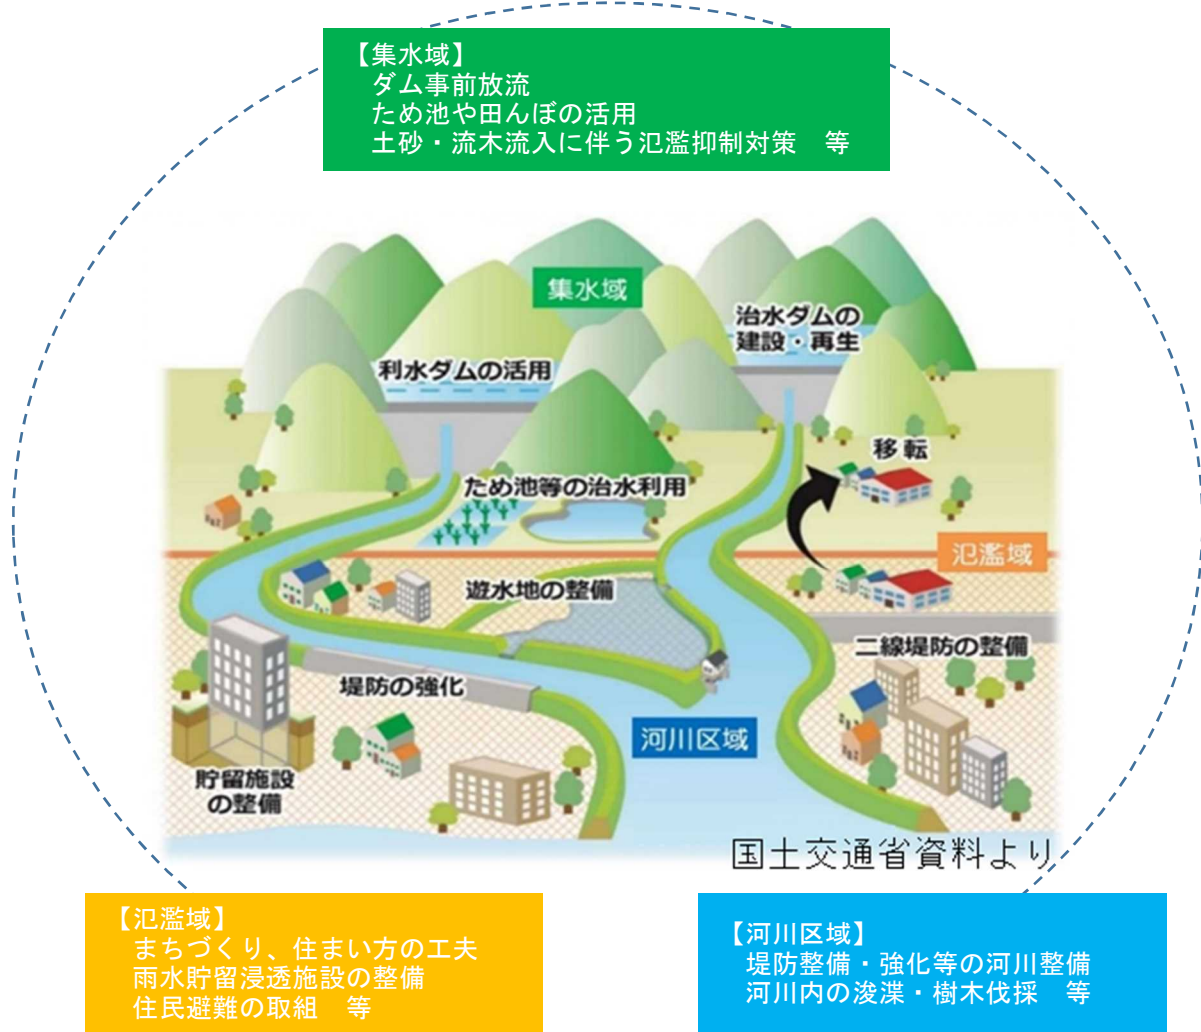 【集水域】
ダム事前放流
ため池や田んぼの活用
土砂・流木流入に伴う氾濫抑制対策　等
集水域
治水ダムの
建設・再生
利水ダムの活用
移転
ため池等の治水利用
氾濫域
遊水地の整備
二線堤防の整備
堤防の強化
河川区域
貯留施設
の整備
国土交通省資料より
【氾濫域】
まちづくり、住まい方の工夫
雨水貯留浸透施設の整備
住民避難の取組　等
【河川区域】
堤防整備・強化等の河川整備
河川内の浚渫・樹木伐採　等